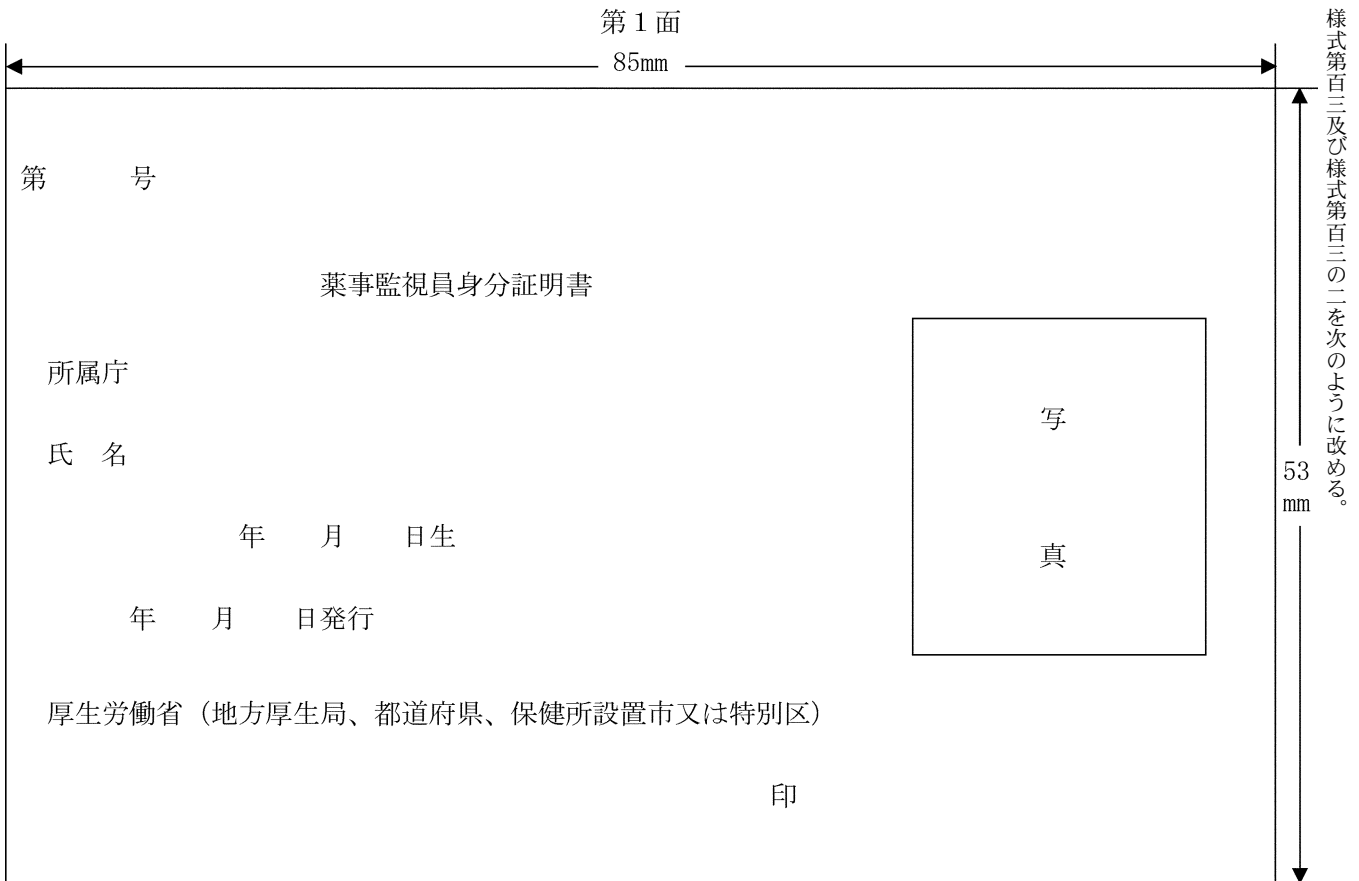 様式第百三及び様式第百三の二を次のように改める。
第１面
85mm
53
mm
第　　　号
薬事監視員身分証明書
所属庁
氏　名
年　　月　　日生
年　　月　　日発行
写
真
厚生労働省（地方厚生局、都道府県、保健所設置市又は特別区）
印